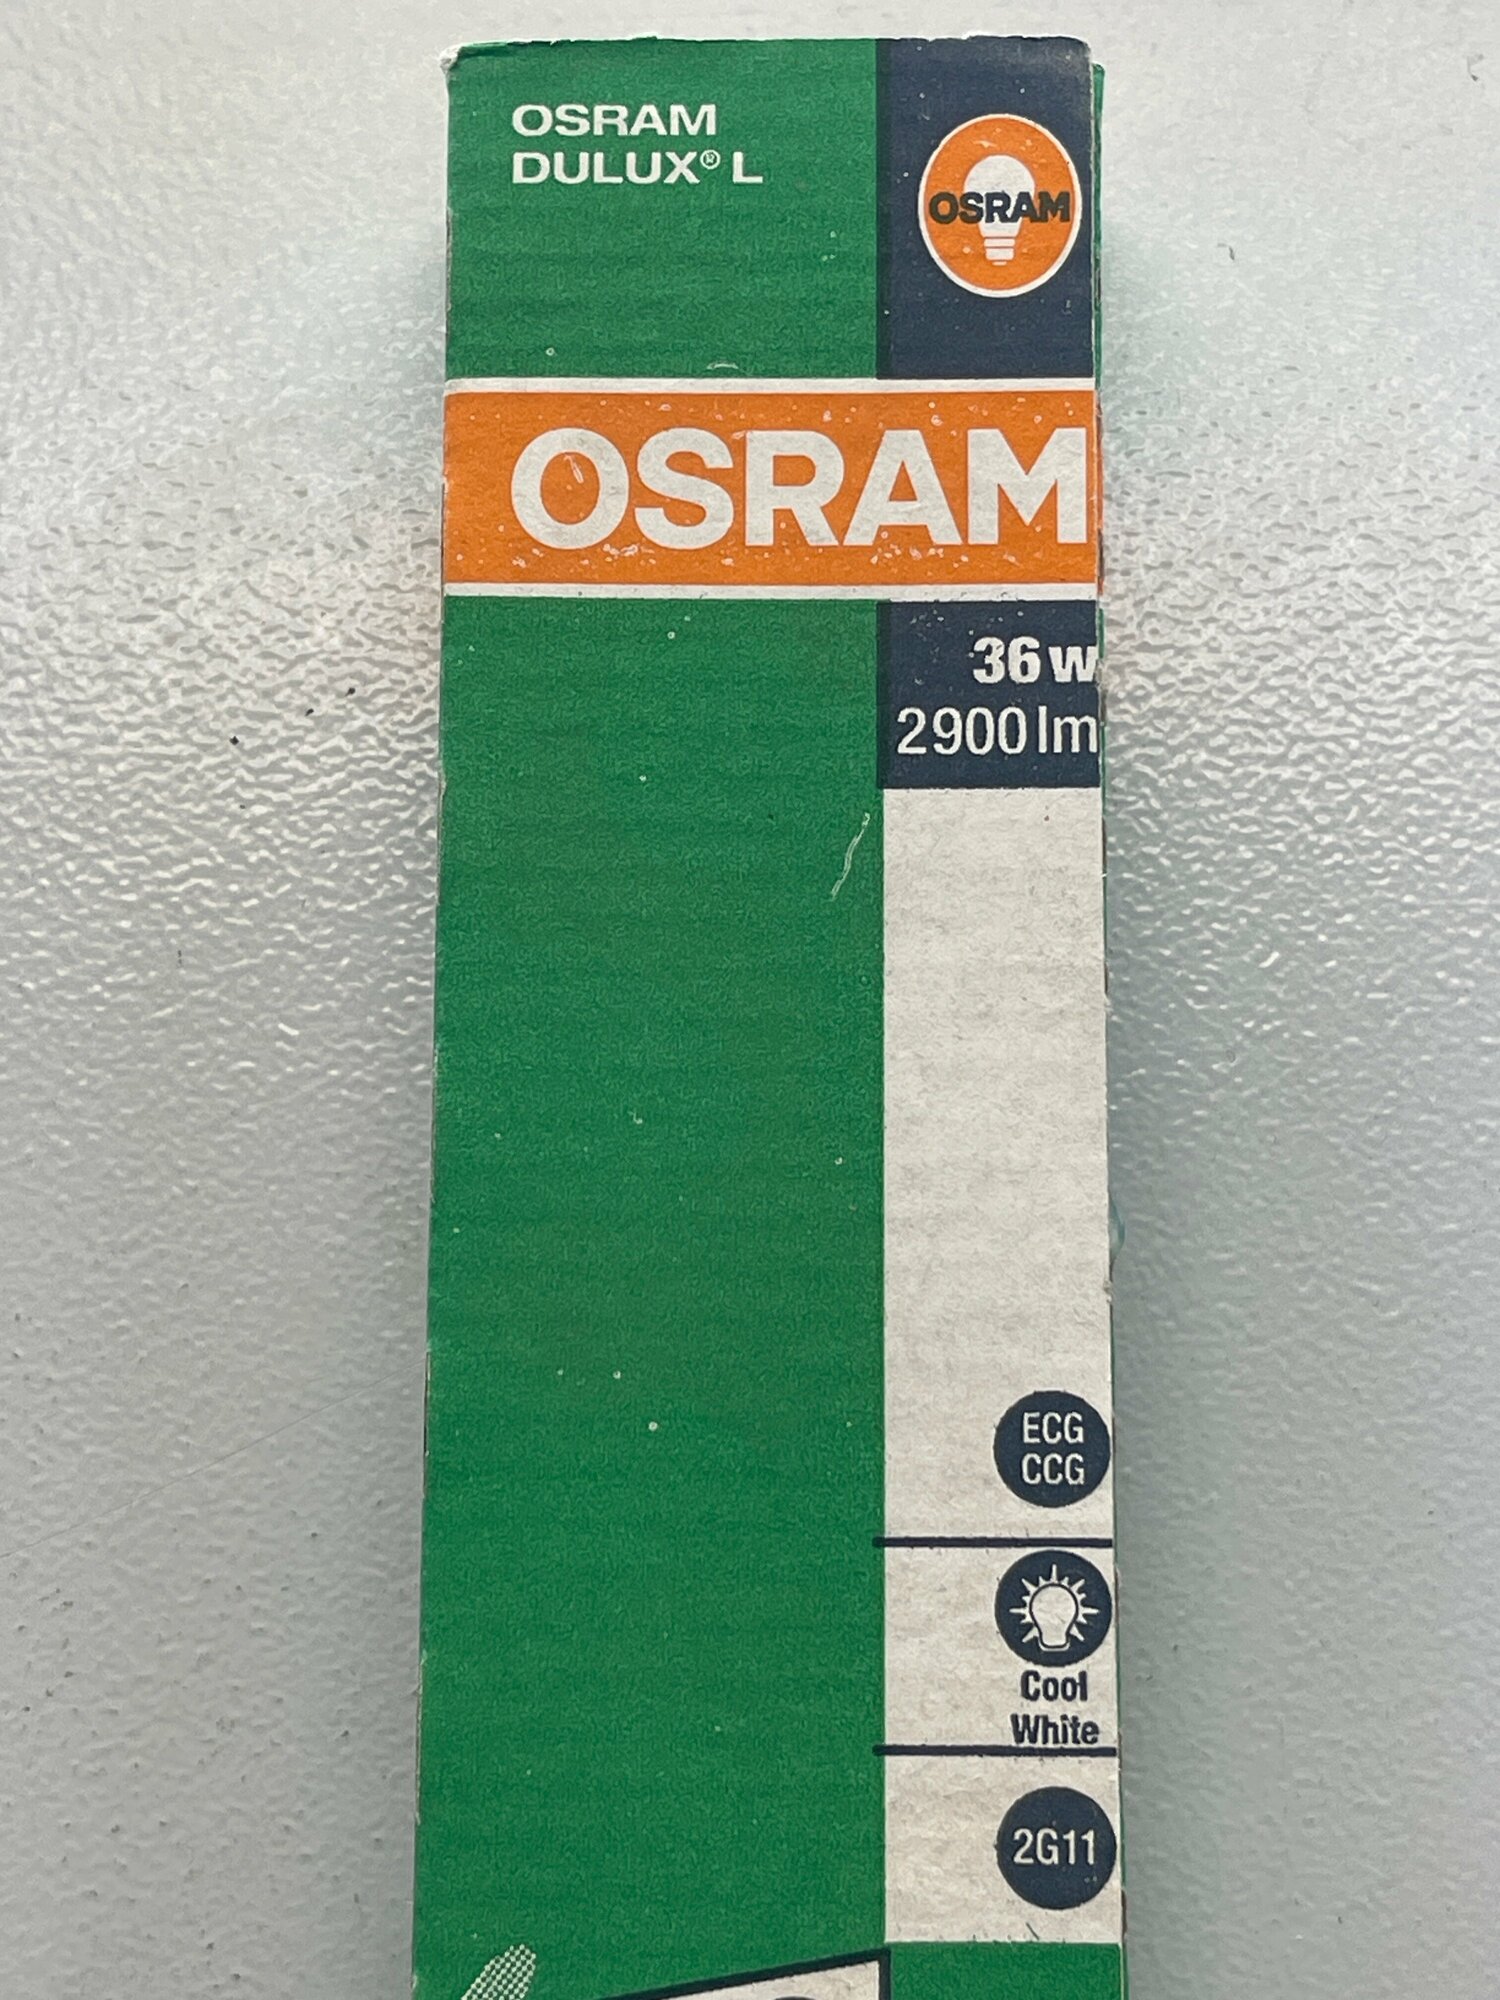 OSRAM
DULUX® L
OSRAM
OSRAM
36 w
2900 lm
ECG
CCG
Cool
White
2G11